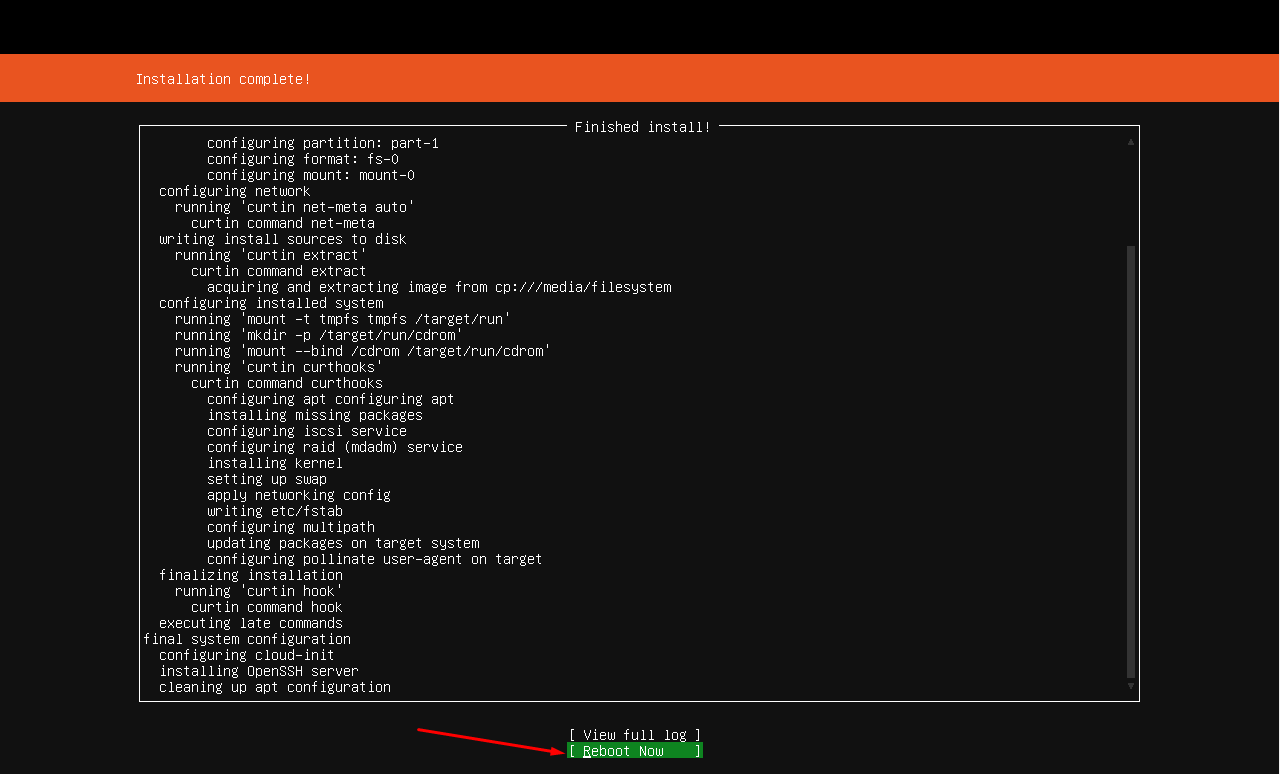 Installation complete!
Finished install!
configuring partition: part-1
configuring format: fs-0
configuring mount: mount-0
configuring network
running 'curtin net-meta auto'
curtin command net-meta
writing install sources to disk
running 'curtin extract'
curtin command extract
acquiring and extracting image from cp:///media/filesystem
configuring installed system
running 'mount -t tmpfs tmpfs /target/run'
running 'mkdir -p /target/run/cdrom'
running 'mount --bind /cdrom /target/run/cdrom'
running 'curtin curthooks'
curtin command curthooks
configuring apt configuring apt
installing missing packages
configuring iscsi service
configuring raid (mdadm) service
installing kernel
setting up swap
apply networking config
writing etc/fstab
configuring multipath
updating packages on target system
configuring pollinate user-agent on target
finalizing installation
running 'curtin hook'
curtin command hook
executing late commands
final system configuration
configuring cloud-init
installing OpenSSH server
cleaning up apt configuration
[ View full log ]
[ Reboot Now ]